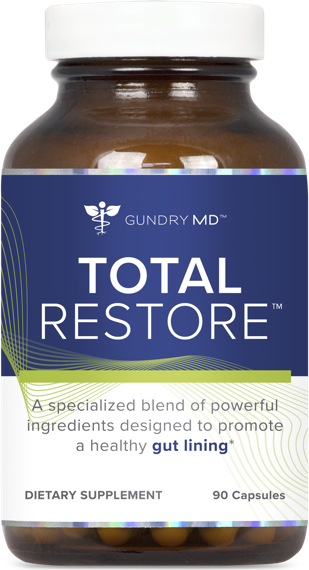 GUNDRY MD™
TOTAL
RESTORE™
A specialized blend of powerful
ingredients designed to promote
a healthy gut lining*
DIETARY SUPPLEMENT 90 Capsules